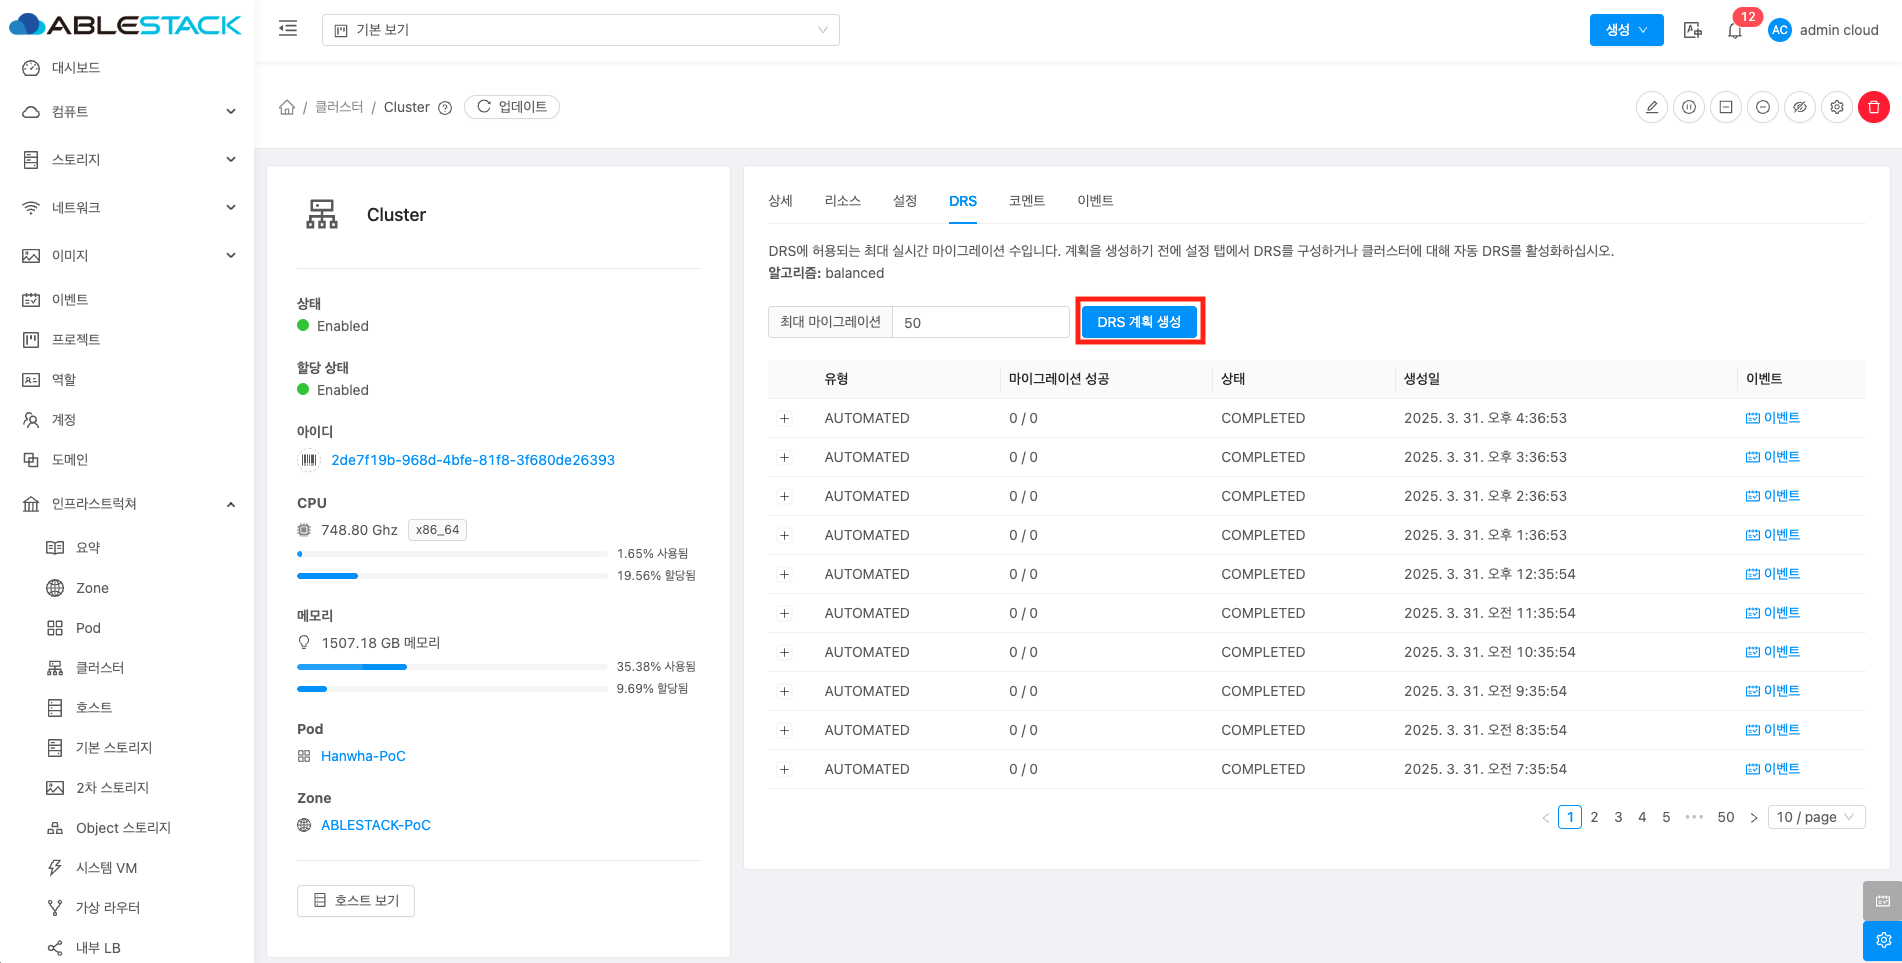 ABLESTACK
기본 보기
생성
12
AC
admin cloud
대시보드
컴퓨트
스토리지
네트워크
이미지
이벤트
프로젝트
역할
계정
도메인
인프라스트럭쳐
요약
Zone
Pod
클러스터
호스트
기본 스토리지
2차 스토리지
Object 스토리지
시스템 VM
가상 라우터
내부 LB
/ 클러스터 / Cluster
업데이트
Cluster
상태
Enabled
할당 상태
Enabled
아이디
2de7f19b-968d-4bfe-81f8-3f680de26393
CPU
748.80 Ghz x86_64
1.65% 사용됨
19.56% 할당됨
메모리
1507.18 GB 메모리
35.38% 사용됨
9.69% 할당됨
Pod
Hanwha-PoC
Zone
ABLESTACK-PoC
호스트 보기
상세 리소스 설정 DRS 코멘트 이벤트
DRS에 허용되는 최대 실시간 마이그레이션 수입니다. 계획을 생성하기 전에 설정 탭에서 DRS를 구성하거나 클러스터에 대해 자동 DRS를 활성화하십시오.
알고리즘: balanced
최대 마이그레이션 50 DRS 계획 생성
유형 마이그레이션 성공 상태 생성일 이벤트
+ AUTOMATED 0 / 0 COMPLETED 2025. 3. 31. 오후 4:36:53 이벤트
+ AUTOMATED 0 / 0 COMPLETED 2025. 3. 31. 오후 3:36:53 이벤트
+ AUTOMATED 0 / 0 COMPLETED 2025. 3. 31. 오후 2:36:53 이벤트
+ AUTOMATED 0 / 0 COMPLETED 2025. 3. 31. 오후 1:36:53 이벤트
+ AUTOMATED 0 / 0 COMPLETED 2025. 3. 31. 오후 12:35:54 이벤트
+ AUTOMATED 0 / 0 COMPLETED 2025. 3. 31. 오전 11:35:54 이벤트
+ AUTOMATED 0 / 0 COMPLETED 2025. 3. 31. 오전 10:35:54 이벤트
+ AUTOMATED 0 / 0 COMPLETED 2025. 3. 31. 오전 9:35:54 이벤트
+ AUTOMATED 0 / 0 COMPLETED 2025. 3. 31. 오전 8:35:54 이벤트
+ AUTOMATED 0 / 0 COMPLETED 2025. 3. 31. 오전 7:35:54 이벤트
< 1 2 3 4 5 ••• 50 > 10 / page